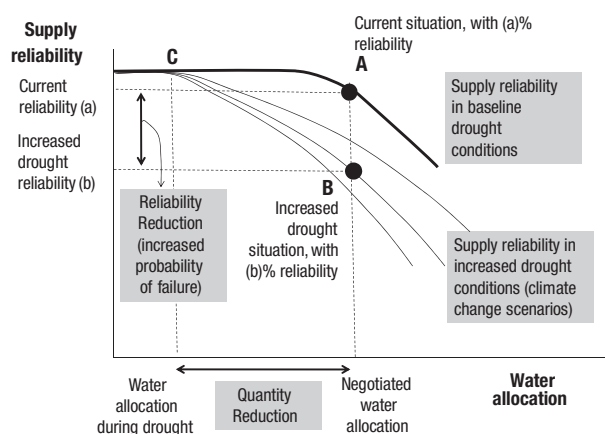 Supply
reliability
Current situation, with (a)%
reliability
C
A
Current
reliability (a)
Increased
drought
reliability (b)
Supply reliability
in baseline
drought
conditions
B
Reliability
Reduction
(increased
probability
of failure)
Increased
drought
situation, with
(b)% reliability
Supply reliability in
increased drought
conditions (climate
change scenarios)
Water
allocation
during drought
Quantity
Reduction
Negotiated
water
allocation
Water
allocation